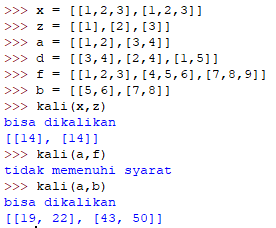 >>> x = [[1,2,3],[1,2,3]]
>>> z = [[1],[2],[3]]
>>> a = [[1,2],[3,4]]
>>> d = [[3,4],[2,4],[1,5]]
>>> f = [[1,2,3],[4,5,6],[7,8,9]]
>>> b = [[5,6],[7,8]]
>>> kali(x,z)
bisa dikalikan
[[14], [14]]
>>> kali(a,f)
tidak memenuhi syarat
>>> kali(a,b)
bisa dikalikan
[[19, 22], [43, 50]]